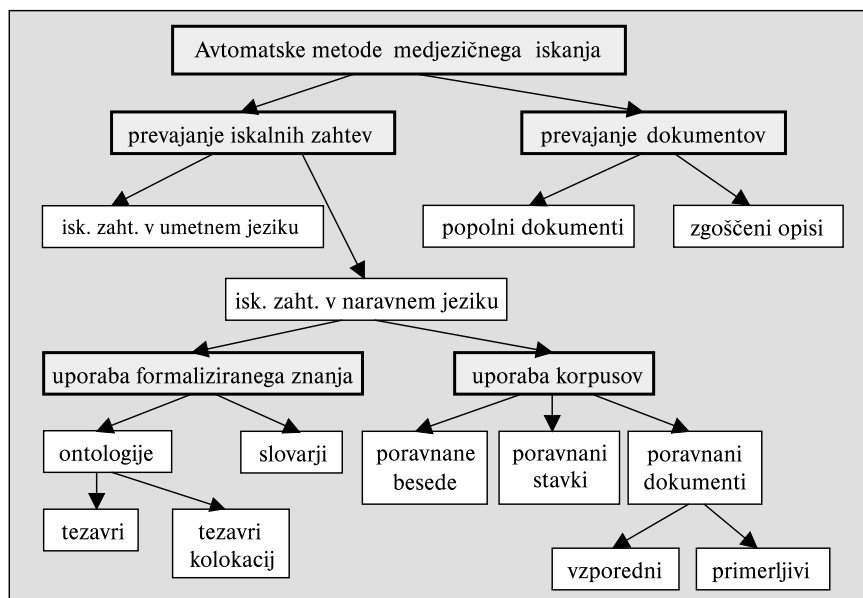 Avtomatske metode medjezičnega iskanja
prevajanje iskalnih zahtev
prevajanje dokumentov
isk. zaht. v umetnem jeziku
popolni dokumenti
zgoščeni opisi
isk. zaht. v naravnem jeziku
uporaba formaliziranega znanja
uporaba korpusov
ontologije
slovarji
poravnane
besede
poravnani
stavki
poravnani
dokumenti
tezavri
tezavri
kolokacij
vzporedni
primerljivi